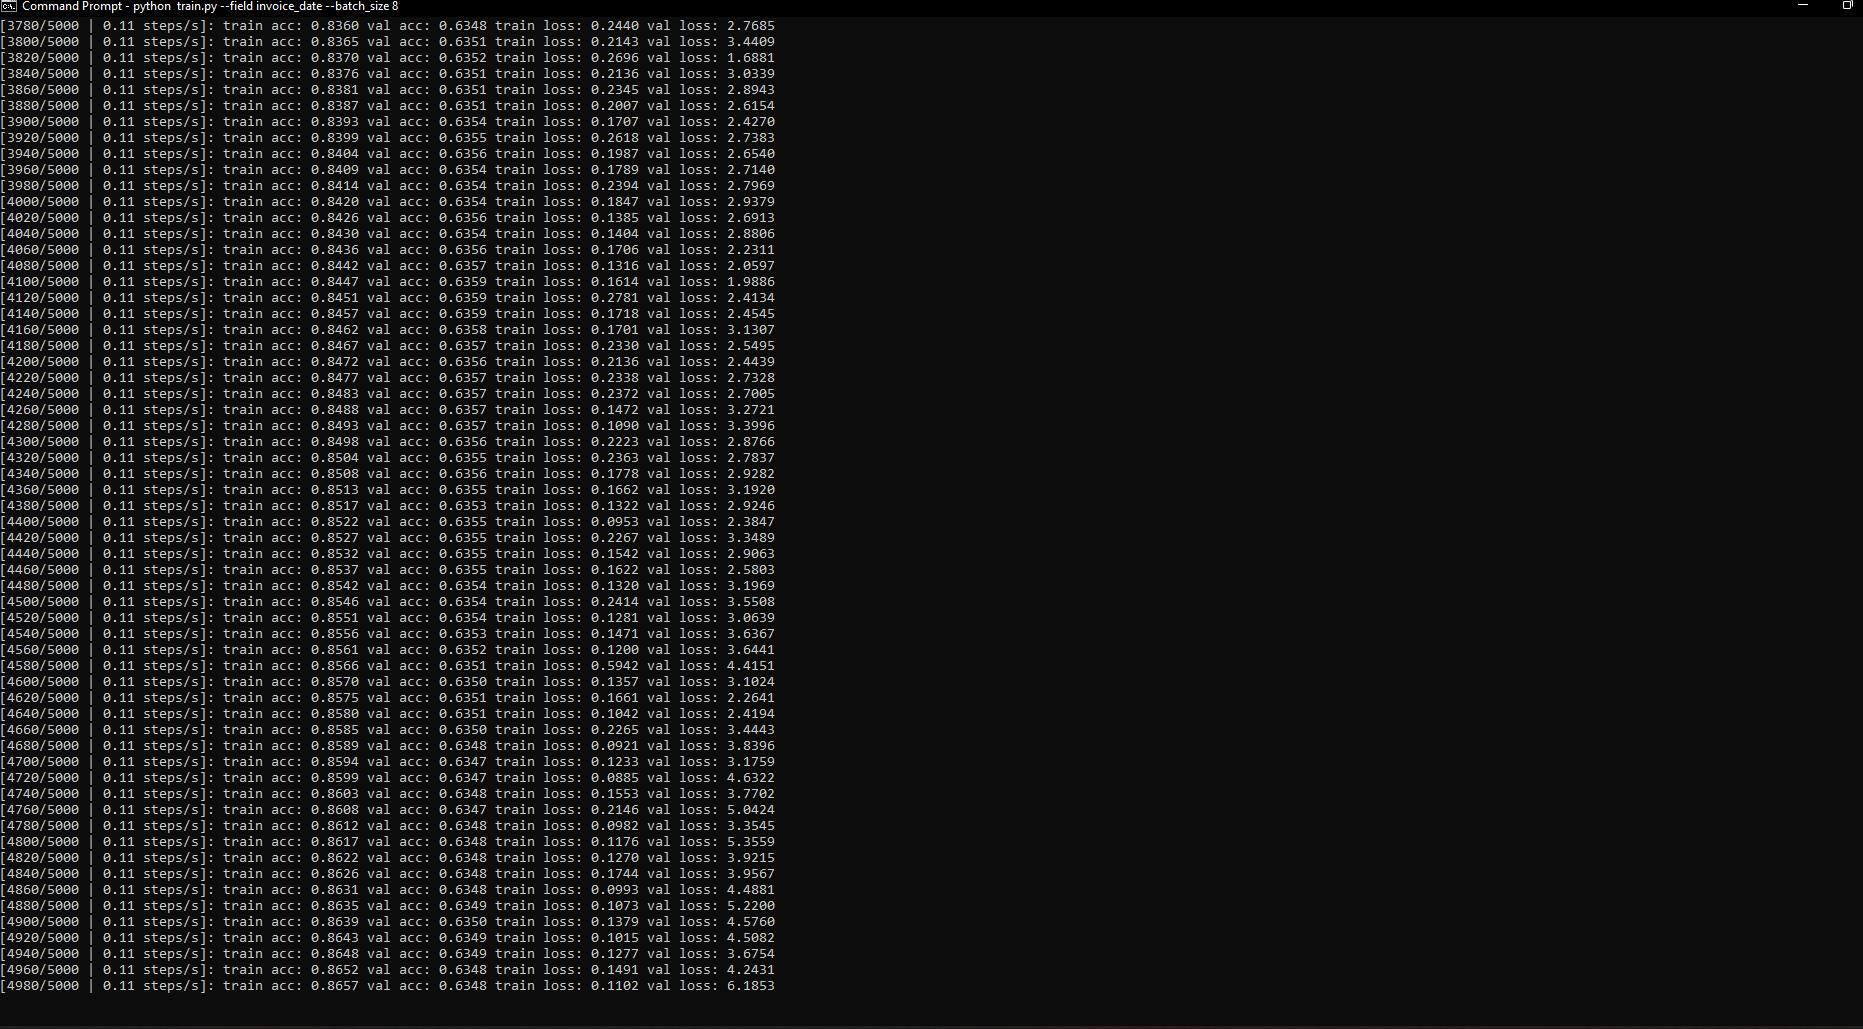 Command Prompt - python  train.py --field invoice_date --batch_size 8
[3780/5000 | 0.11 steps/s]: train acc: 0.8360 val acc: 0.6348 train loss: 0.2440 val loss: 2.7685
[3800/5000 | 0.11 steps/s]: train acc: 0.8365 val acc: 0.6351 train loss: 0.2143 val loss: 3.4409
[3820/5000 | 0.11 steps/s]: train acc: 0.8370 val acc: 0.6352 train loss: 0.2696 val loss: 1.6881
[3840/5000 | 0.11 steps/s]: train acc: 0.8376 val acc: 0.6351 train loss: 0.2136 val loss: 3.0339
[3860/5000 | 0.11 steps/s]: train acc: 0.8381 val acc: 0.6351 train loss: 0.2345 val loss: 2.8943
[3880/5000 | 0.11 steps/s]: train acc: 0.8387 val acc: 0.6351 train loss: 0.2007 val loss: 2.6154
[3900/5000 | 0.11 steps/s]: train acc: 0.8393 val acc: 0.6354 train loss: 0.1707 val loss: 2.4270
[3920/5000 | 0.11 steps/s]: train acc: 0.8399 val acc: 0.6355 train loss: 0.2618 val loss: 2.7383
[3940/5000 | 0.11 steps/s]: train acc: 0.8404 val acc: 0.6356 train loss: 0.1987 val loss: 2.6540
[3960/5000 | 0.11 steps/s]: train acc: 0.8409 val acc: 0.6354 train loss: 0.1789 val loss: 2.7140
[3980/5000 | 0.11 steps/s]: train acc: 0.8414 val acc: 0.6354 train loss: 0.2394 val loss: 2.7969
[4000/5000 | 0.11 steps/s]: train acc: 0.8420 val acc: 0.6354 train loss: 0.1847 val loss: 2.9379
[4020/5000 | 0.11 steps/s]: train acc: 0.8426 val acc: 0.6356 train loss: 0.1385 val loss: 2.6913
[4040/5000 | 0.11 steps/s]: train acc: 0.8430 val acc: 0.6354 train loss: 0.1404 val loss: 2.8806
[4060/5000 | 0.11 steps/s]: train acc: 0.8436 val acc: 0.6356 train loss: 0.1706 val loss: 2.2311
[4080/5000 | 0.11 steps/s]: train acc: 0.8442 val acc: 0.6357 train loss: 0.1316 val loss: 2.0597
[4100/5000 | 0.11 steps/s]: train acc: 0.8447 val acc: 0.6359 train loss: 0.1614 val loss: 1.9886
[4120/5000 | 0.11 steps/s]: train acc: 0.8451 val acc: 0.6359 train loss: 0.2781 val loss: 2.4134
[4140/5000 | 0.11 steps/s]: train acc: 0.8457 val acc: 0.6359 train loss: 0.1718 val loss: 2.4545
[4160/5000 | 0.11 steps/s]: train acc: 0.8462 val acc: 0.6358 train loss: 0.1701 val loss: 3.1307
[4180/5000 | 0.11 steps/s]: train acc: 0.8467 val acc: 0.6357 train loss: 0.2330 val loss: 2.5495
[4200/5000 | 0.11 steps/s]: train acc: 0.8472 val acc: 0.6356 train loss: 0.2136 val loss: 2.4439
[4220/5000 | 0.11 steps/s]: train acc: 0.8477 val acc: 0.6357 train loss: 0.2338 val loss: 2.7328
[4240/5000 | 0.11 steps/s]: train acc: 0.8483 val acc: 0.6357 train loss: 0.2372 val loss: 2.7005
[4260/5000 | 0.11 steps/s]: train acc: 0.8488 val acc: 0.6357 train loss: 0.1472 val loss: 3.2721
[4280/5000 | 0.11 steps/s]: train acc: 0.8493 val acc: 0.6357 train loss: 0.1090 val loss: 3.3996
[4300/5000 | 0.11 steps/s]: train acc: 0.8498 val acc: 0.6356 train loss: 0.2223 val loss: 2.8766
[4320/5000 | 0.11 steps/s]: train acc: 0.8504 val acc: 0.6355 train loss: 0.2363 val loss: 2.7837
[4340/5000 | 0.11 steps/s]: train acc: 0.8508 val acc: 0.6356 train loss: 0.1778 val loss: 2.9282
[4360/5000 | 0.11 steps/s]: train acc: 0.8513 val acc: 0.6355 train loss: 0.1662 val loss: 3.1920
[4380/5000 | 0.11 steps/s]: train acc: 0.8517 val acc: 0.6353 train loss: 0.1322 val loss: 2.9246
[4400/5000 | 0.11 steps/s]: train acc: 0.8522 val acc: 0.6355 train loss: 0.0953 val loss: 2.3847
[4420/5000 | 0.11 steps/s]: train acc: 0.8527 val acc: 0.6355 train loss: 0.2267 val loss: 3.3489
[4440/5000 | 0.11 steps/s]: train acc: 0.8532 val acc: 0.6355 train loss: 0.1542 val loss: 2.9063
[4460/5000 | 0.11 steps/s]: train acc: 0.8537 val acc: 0.6355 train loss: 0.1622 val loss: 2.5803
[4480/5000 | 0.11 steps/s]: train acc: 0.8542 val acc: 0.6354 train loss: 0.1320 val loss: 3.1969
[4500/5000 | 0.11 steps/s]: train acc: 0.8546 val acc: 0.6354 train loss: 0.2414 val loss: 3.5508
[4520/5000 | 0.11 steps/s]: train acc: 0.8551 val acc: 0.6354 train loss: 0.1281 val loss: 3.0639
[4540/5000 | 0.11 steps/s]: train acc: 0.8556 val acc: 0.6353 train loss: 0.1471 val loss: 3.6367
[4560/5000 | 0.11 steps/s]: train acc: 0.8561 val acc: 0.6352 train loss: 0.1200 val loss: 3.6441
[4580/5000 | 0.11 steps/s]: train acc: 0.8566 val acc: 0.6351 train loss: 0.5942 val loss: 4.4151
[4600/5000 | 0.11 steps/s]: train acc: 0.8570 val acc: 0.6350 train loss: 0.1357 val loss: 3.1024
[4620/5000 | 0.11 steps/s]: train acc: 0.8575 val acc: 0.6351 train loss: 0.1661 val loss: 2.2641
[4640/5000 | 0.11 steps/s]: train acc: 0.8580 val acc: 0.6351 train loss: 0.1042 val loss: 2.4194
[4660/5000 | 0.11 steps/s]: train acc: 0.8585 val acc: 0.6350 train loss: 0.2265 val loss: 3.4443
[4680/5000 | 0.11 steps/s]: train acc: 0.8589 val acc: 0.6348 train loss: 0.0921 val loss: 3.8396
[4700/5000 | 0.11 steps/s]: train acc: 0.8594 val acc: 0.6347 train loss: 0.1233 val loss: 3.1759
[4720/5000 | 0.11 steps/s]: train acc: 0.8599 val acc: 0.6347 train loss: 0.0885 val loss: 4.6322
[4740/5000 | 0.11 steps/s]: train acc: 0.8603 val acc: 0.6348 train loss: 0.1553 val loss: 3.7702
[4760/5000 | 0.11 steps/s]: train acc: 0.8608 val acc: 0.6347 train loss: 0.2146 val loss: 5.0424
[4780/5000 | 0.11 steps/s]: train acc: 0.8612 val acc: 0.6348 train loss: 0.0982 val loss: 3.3545
[4800/5000 | 0.11 steps/s]: train acc: 0.8617 val acc: 0.6348 train loss: 0.1176 val loss: 5.3559
[4820/5000 | 0.11 steps/s]: train acc: 0.8622 val acc: 0.6348 train loss: 0.1270 val loss: 3.9215
[4840/5000 | 0.11 steps/s]: train acc: 0.8626 val acc: 0.6348 train loss: 0.1744 val loss: 3.9567
[4860/5000 | 0.11 steps/s]: train acc: 0.8631 val acc: 0.6348 train loss: 0.0993 val loss: 4.4881
[4880/5000 | 0.11 steps/s]: train acc: 0.8635 val acc: 0.6349 train loss: 0.1073 val loss: 5.2200
[4900/5000 | 0.11 steps/s]: train acc: 0.8639 val acc: 0.6350 train loss: 0.1379 val loss: 4.5760
[4920/5000 | 0.11 steps/s]: train acc: 0.8643 val acc: 0.6349 train loss: 0.1015 val loss: 4.5082
[4940/5000 | 0.11 steps/s]: train acc: 0.8648 val acc: 0.6349 train loss: 0.1277 val loss: 3.6754
[4960/5000 | 0.11 steps/s]: train acc: 0.8652 val acc: 0.6348 train loss: 0.1491 val loss: 4.2431
[4980/5000 | 0.11 steps/s]: train acc: 0.8657 val acc: 0.6348 train loss: 0.1102 val loss: 6.1853